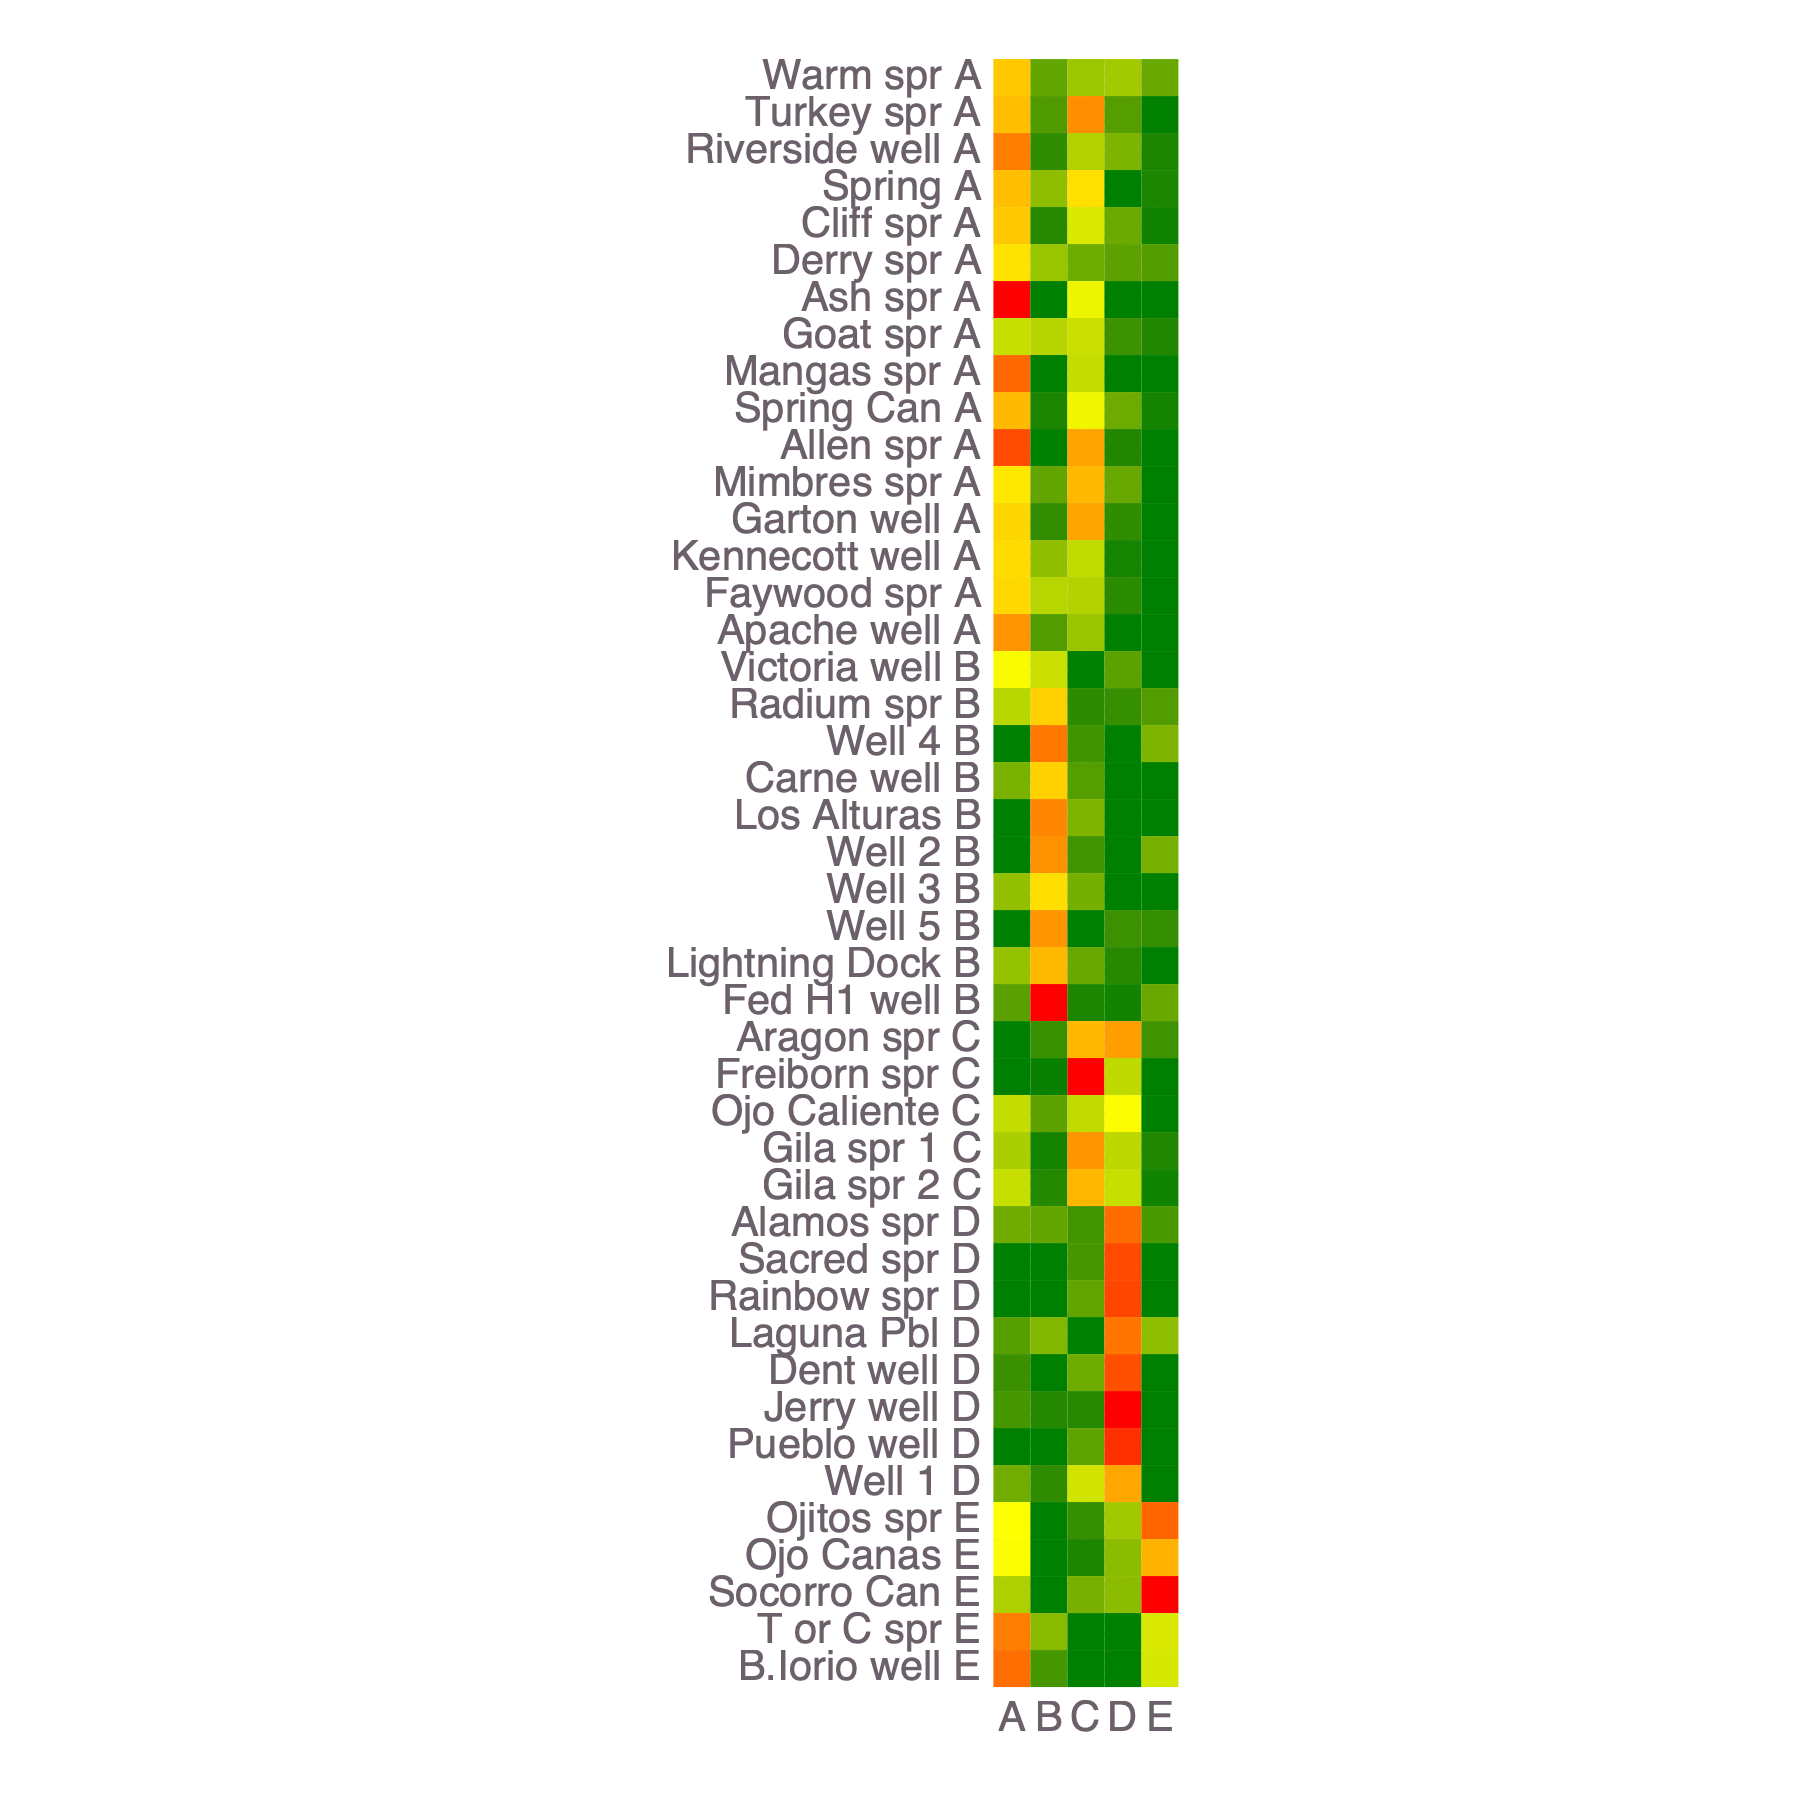 Warm spr A
Turkey spr A
Riverside well A
Spring A
Cliff spr A
Derry spr A
Ash spr A
Goat spr A
Mangas spr A
Spring Can A
Allen spr A
Mimbres spr A
Garton well A
Kennecott well A
Faywood spr A
Apache well A
Victoria well B
Radium spr B
Well 4 B
Carne well B
Los Alturas B
Well 2 B
Well 3 B
Well 5 B
Lightning Dock B
Fed H1 well B
Aragon spr C
Freiborn spr C
Ojo Caliente C
Gila spr 1 C
Gila spr 2 C
Alamos spr D
Sacred spr D
Rainbow spr D
Laguna Pbl D
Dent well D
Jerry well D
Pueblo well D
Well 1 D
Ojitos spr E
Ojo Canas E
Socorro Can E
T or C spr E
B.Iorio well E
A B C D E